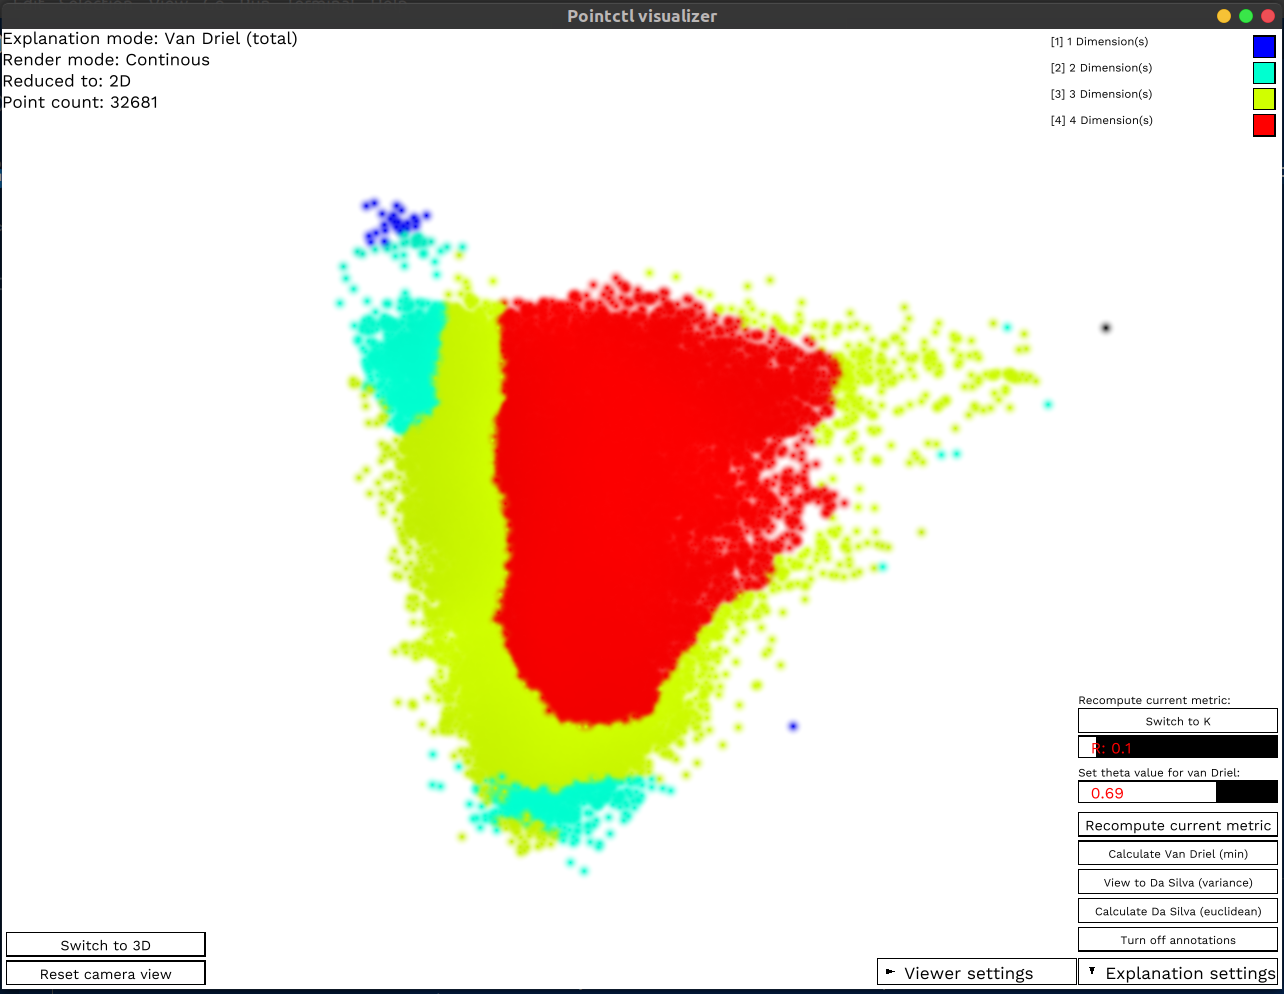 Pointctl visualizer
Explanation mode: Van Driel (total)
Render mode: Continous
Reduced to: 2D
Point count: 32681
[1] 1 Dimension(s)
[2] 2 Dimension(s)
[3] 3 Dimension(s)
[4] 4 Dimension(s)
Recompute current metric:
Switch to K
R: 0.1
Set theta value for van Driel:
0.69
Recompute current metric
Calculate Van Driel (min)
View to Da Silva (variance)
Calculate Da Silva (euclidean)
Turn off annotations
Switch to 3D
Reset camera view
Viewer settings
Explanation settings